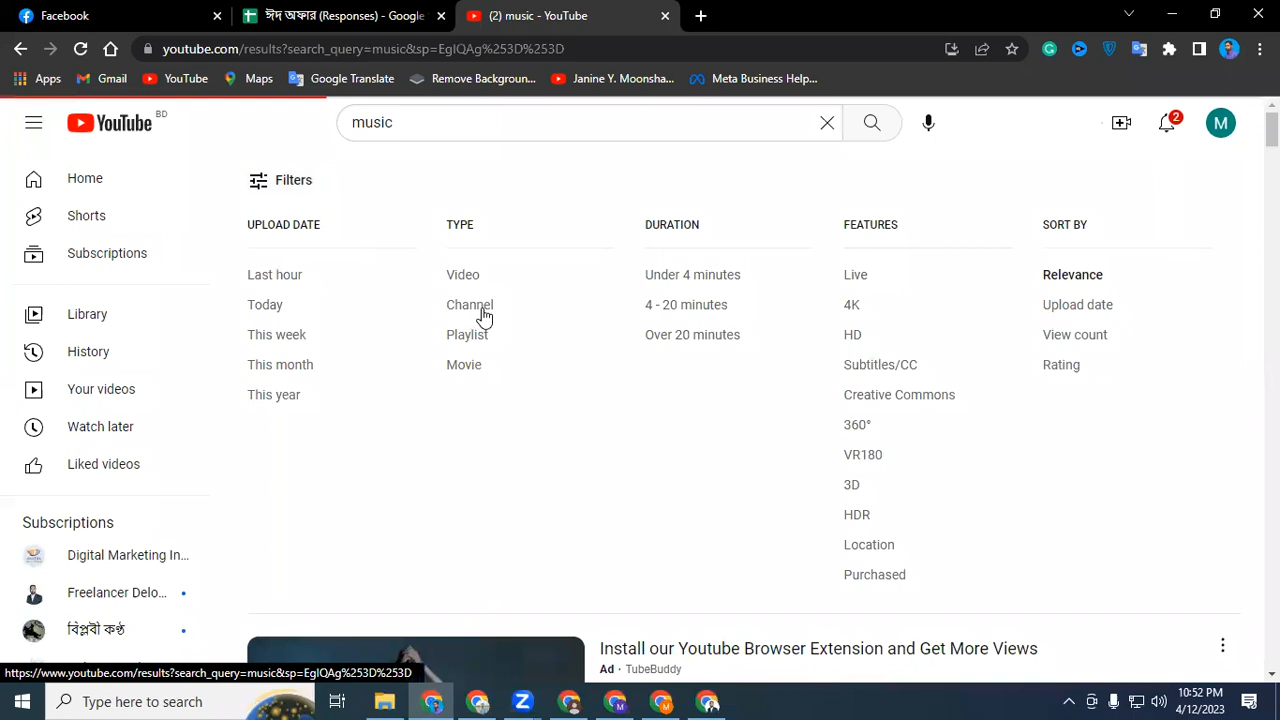 Facebook
ঈদ অফার (Responses) - Google
(2) music - YouTube
youtube.com/results?search_query=music&sp=EgIQAg%253D%253D
Apps
Gmail
YouTube
Maps
Google Translate
Remove Backgroun...
Janine Y. Moonsha...
Meta Business Help...
YouTube BD
music
2
M
Home
Shorts
Subscriptions
Library
History
Your videos
Watch later
Liked videos
Subscriptions
Digital Marketing In...
Freelancer Delo...
বিপ্লবী কণ্ঠ
Filters
UPLOAD DATE
Last hour
Today
This week
This month
This year
TYPE
Video
Channel
Playlist
Movie
DURATION
Under 4 minutes
4 - 20 minutes
Over 20 minutes
FEATURES
Live
4K
HD
Subtitles/CC
Creative Commons
360°
VR180
3D
HDR
Location
Purchased
SORT BY
Relevance
Upload date
View count
Rating
Install our Youtube Browser Extension and Get More Views
Ad · TubeBuddy
https://www.youtube.com/results?search_query=music&sp=EgIQAg%253D%253D
Type here to search
10:52 PM
4/12/2023